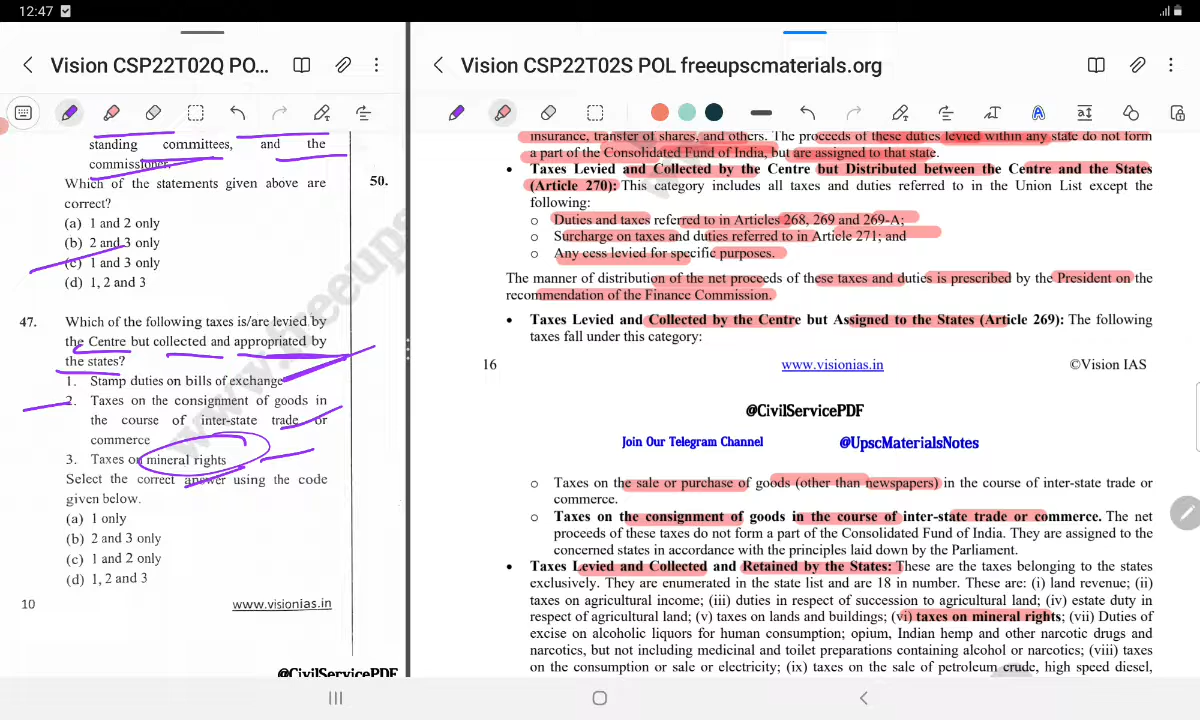 12:47
Vision CSP22T02Q PO...
standing committees, and the
commissioner.
Which of the statements given above are
correct?
(a) 1 and 2 only
(b) 2 and 3 only
(c) 1 and 3 only
(d) 1, 2 and 3
50.
47. Which of the following taxes is/are levied by
the Centre but collected and appropriated by
the states?
1. Stamp duties on bills of exchange
2. Taxes on the consignment of goods in
the course of inter-state trade or
commerce
3. Taxes on mineral rights
Select the correct answer using the code
given below.
(a) 1 only
(b) 2 and 3 only
(c) 1 and 2 only
(d) 1, 2 and 3
10 www.visionias.in
@CivilServicePDF
www.freeups
Vision CSP22T02S POL freeupscmaterials.org
insurance, transfer of shares, and others. The proceeds of these duties levied within any state do not form
a part of the Consolidated Fund of India, but are assigned to that state.
• Taxes Levied and Collected by the Centre but Distributed between the Centre and the States
(Article 270): This category includes all taxes and duties referred to in the Union List except the
following:
o Duties and taxes referred to in Articles 268, 269 and 269-A;
o Surcharge on taxes and duties referred to in Article 271; and
o Any cess levied for specific purposes.
The manner of distribution of the net proceeds of these taxes and duties is prescribed by the President on the
recommendation of the Finance Commission.
• Taxes Levied and Collected by the Centre but Assigned to the States (Article 269): The following
taxes fall under this category:
16 www.visionias.in ©Vision IAS
@CivilServicePDF
Join Our Telegram Channel @UpscMaterialsNotes
o Taxes on the sale or purchase of goods (other than newspapers) in the course of inter-state trade or
commerce.
o Taxes on the consignment of goods in the course of inter-state trade or commerce. The net
proceeds of these taxes do not form a part of the Consolidated Fund of India. They are assigned to the
concerned states in accordance with the principles laid down by the Parliament.
• Taxes Levied and Collected and Retained by the States: These are the taxes belonging to the states
exclusively. They are enumerated in the state list and are 18 in number. These are: (i) land revenue; (ii)
taxes on agricultural income; (iii) duties in respect of succession to agricultural land; (iv) estate duty in
respect of agricultural land; (v) taxes on lands and buildings; (vi) taxes on mineral rights; (vii) Duties of
excise on alcoholic liquors for human consumption; opium, Indian hemp and other narcotic drugs and
narcotics, but not including medicinal and toilet preparations containing alcohol or narcotics; (viii) taxes
on the consumption or sale or electricity; (ix) taxes on the sale of petroleum crude, high speed diesel,